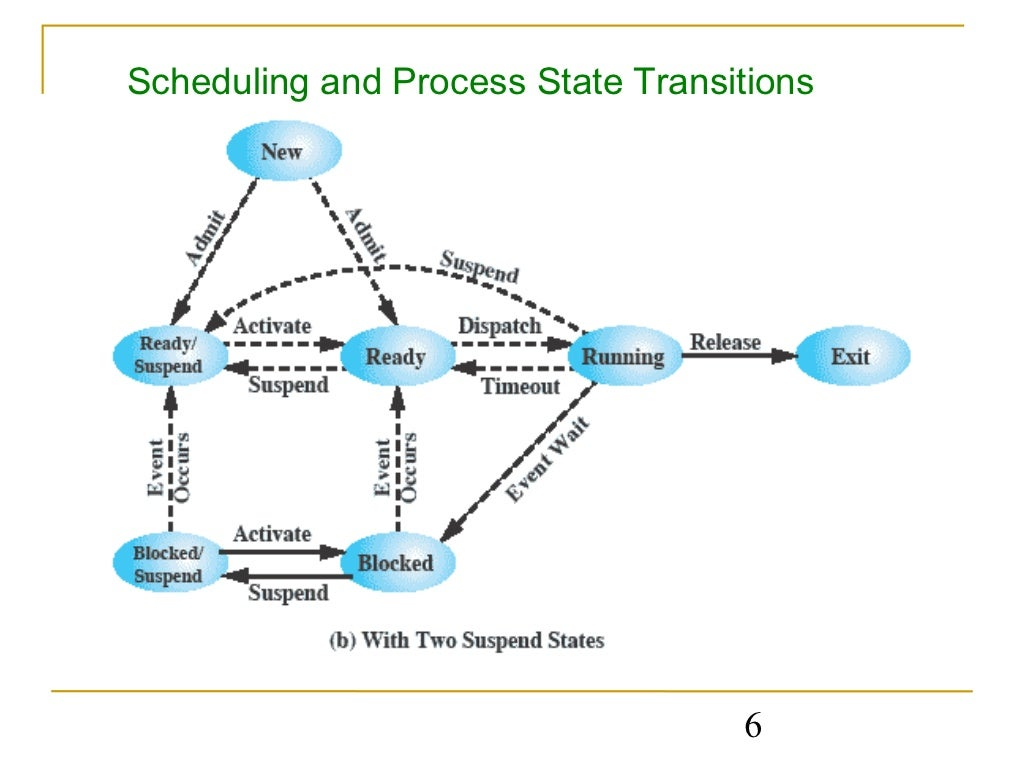 Scheduling and Process State Transitions
New
Admit
Admit
Suspend
Ready/
Suspend
Activate
Suspend
Ready
Dispatch
Timeout
Running
Release
Exit
Event
Occurs
Event
Occurs
Event Wait
Blocked/
Suspend
Activate
Suspend
Blocked
(b) With Two Suspend States
6